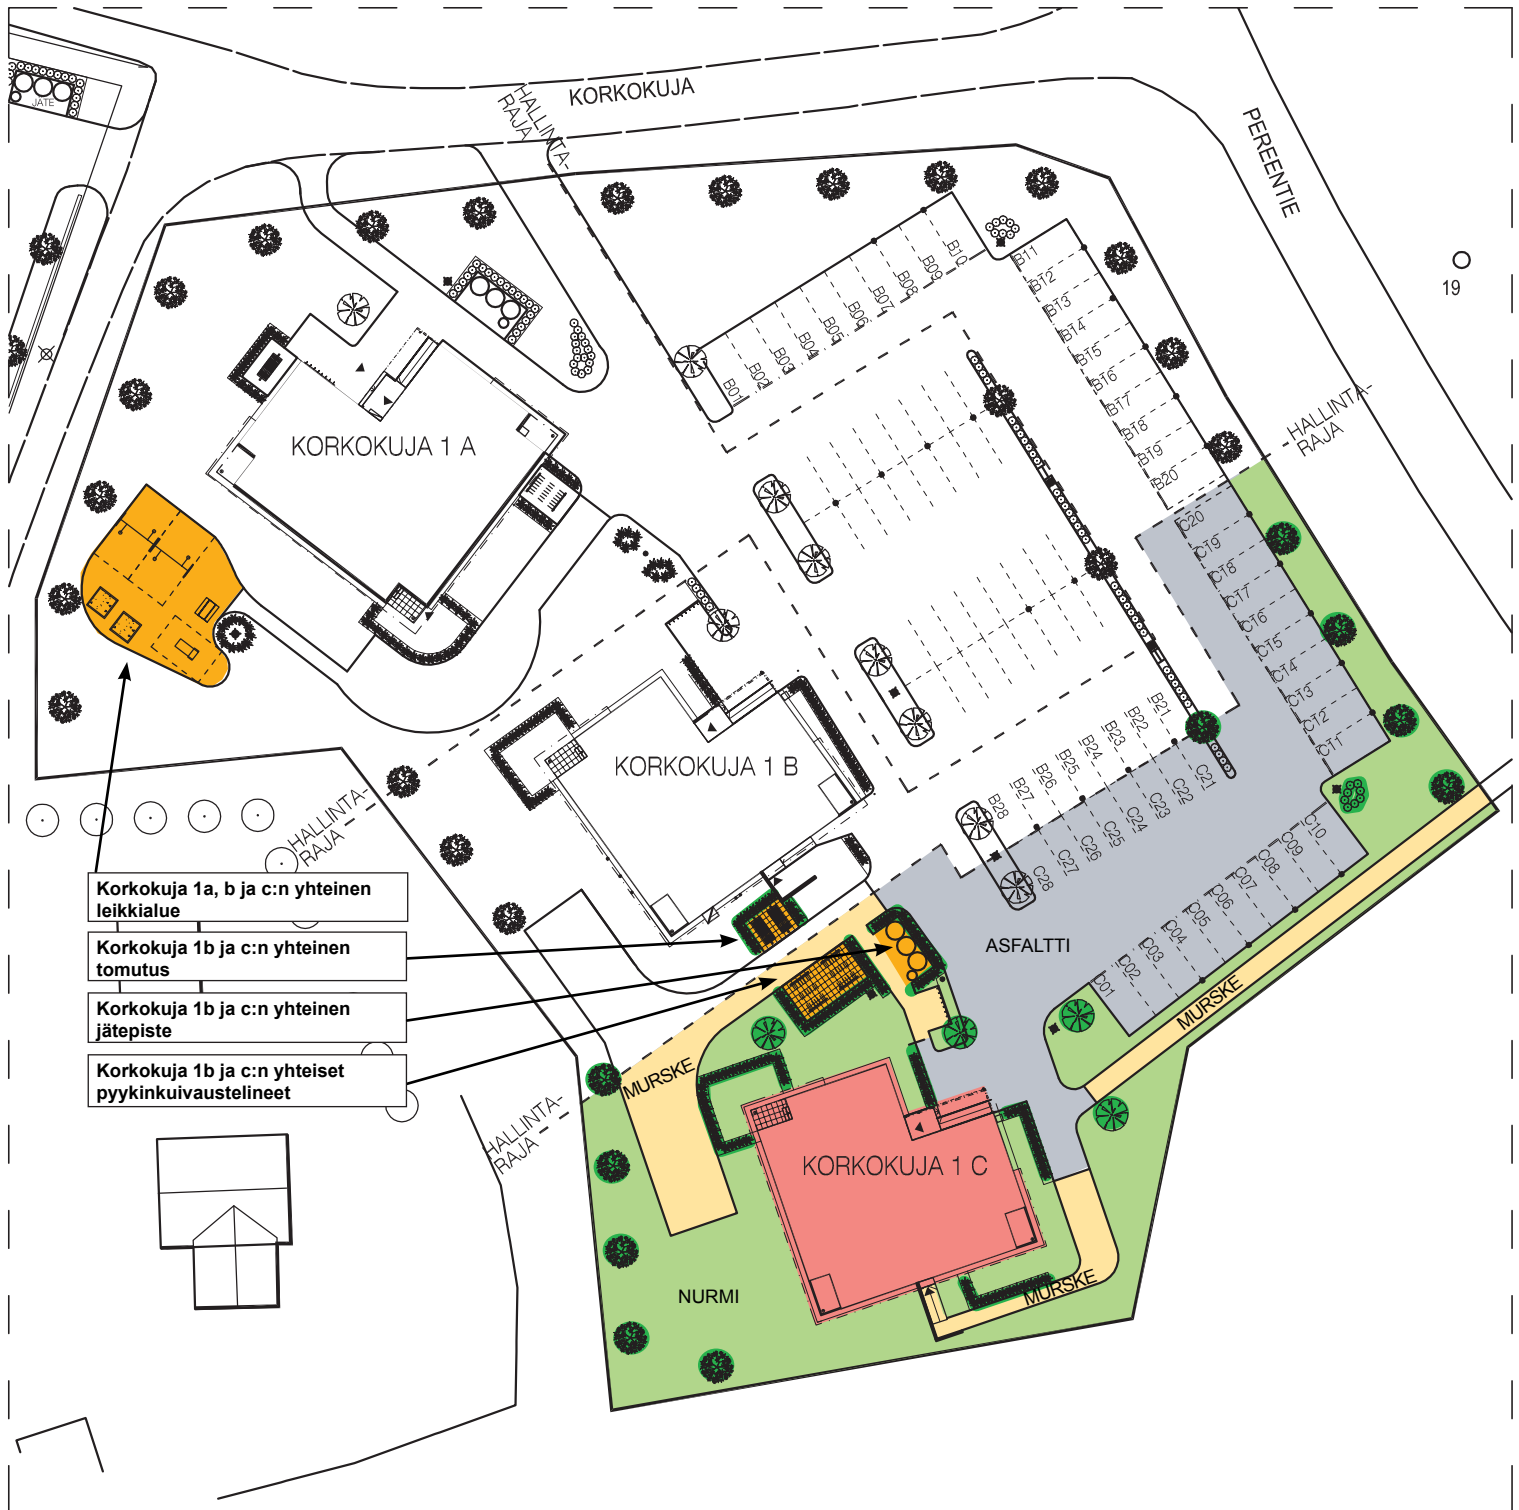 JÄTE
KORKOKUJA
HALLINTA-
RAJA
PEREENTIE
19
B01
B02
B03
B04
B05
B06
B07
B08
B09
B10
B11
B12
B13
B14
B15
B16
B17
B18
B19
B20
HALLINTA-
RAJA
KORKOKUJA 1 A
C20
C19
C18
C17
C16
C15
C14
C13
C12
C11
KORKOKUJA 1 B
B28
B27
B26
B25
B24
B23
B22
B21
C28
C27
C26
C25
C24
C23
C22
C21
HALLINTA-
RAJA
Korkokuja 1a, b ja c:n yhteinen
leikkialue
Korkokuja 1b ja c:n yhteinen
tomutus
Korkokuja 1b ja c:n yhteinen
jätepiste
Korkokuja 1b ja c:n yhteiset
pyykinkuivaustelineet
ASFALTTI
C01
C02
C03
C04
C05
C06
C07
C08
C09
C10
MURSKE
MURSKE
HALLINTA-
RAJA
KORKOKUJA 1 C
NURMI
MURSKE